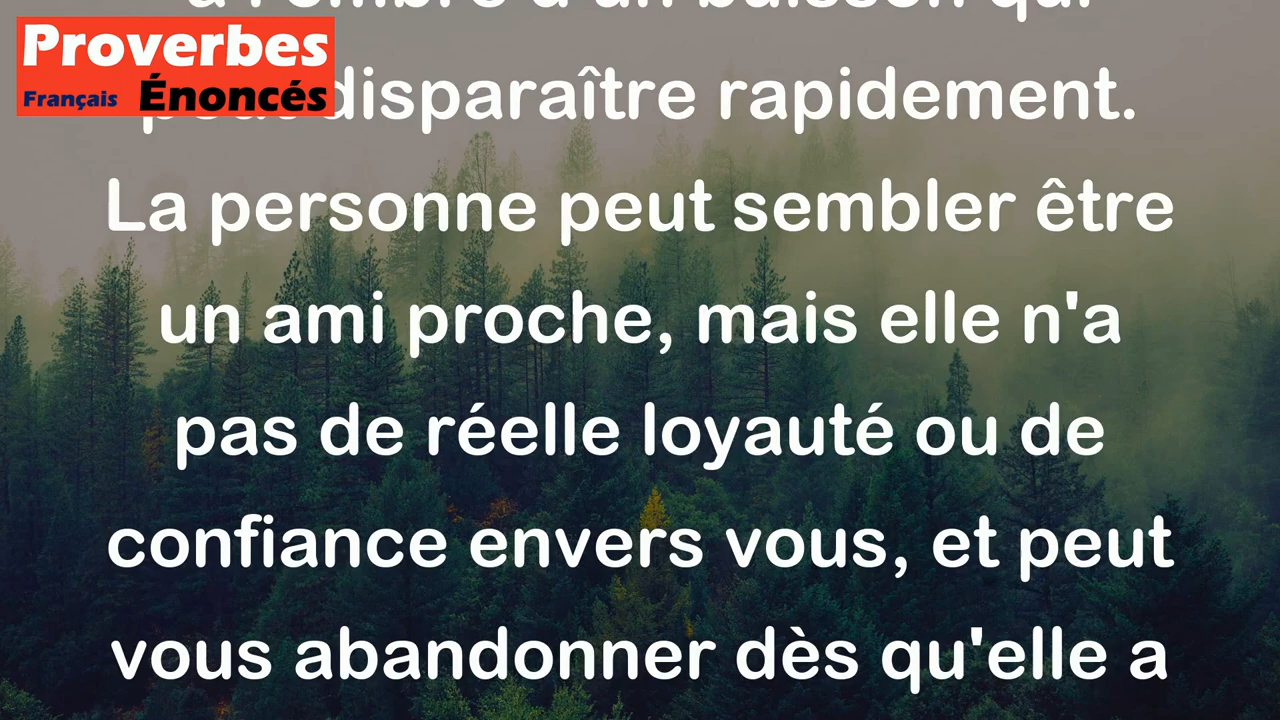 à l'ombre d'un buisson qui
Proverbes
Français Énoncés
peut disparaître rapidement.
La personne peut sembler être
un ami proche, mais elle n'a
pas de réelle loyauté ou de
confiance envers vous, et peut
vous abandonner dès qu'elle a